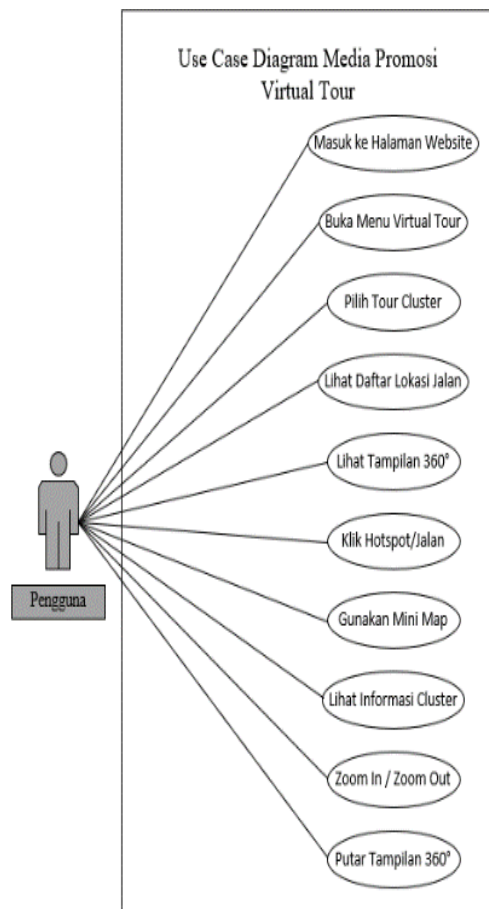 Use Case Diagram Media Promosi
Virtual Tour
Masuk ke Halaman Website
Buka Menu Virtual Tour
Pilih Tour Cluster
Lihat Daftar Lokasi Jalan
Lihat Tampilan 360°
Klik Hotspot/Jalan
Pengguna
Gunakan Mini Map
Lihat Informasi Cluster
Zoom In / Zoom Out
Putar Tampilan 360°